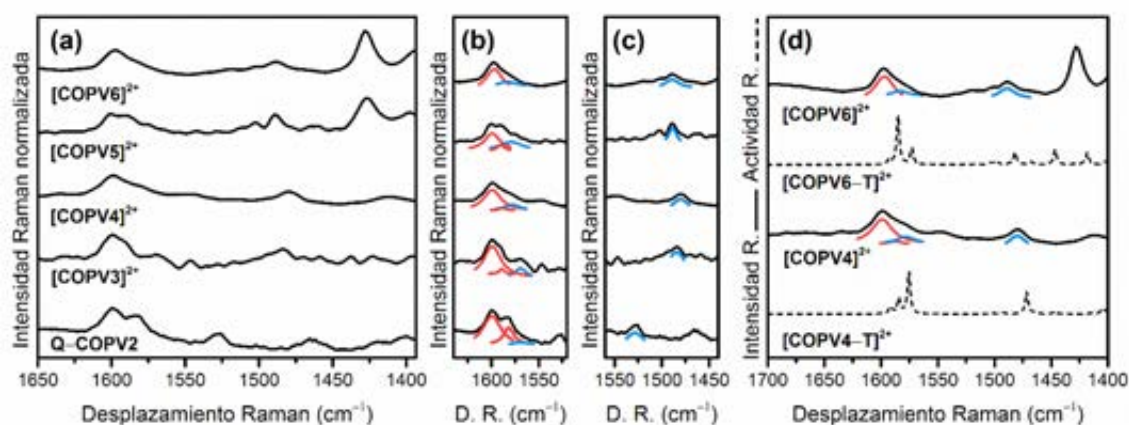 (a)
[COPV6]²⁺
[COPV5]²⁺
[COPV4]²⁺
[COPV3]²⁺
Q–COPV2
Intensidad Raman normalizada
1650 1600 1550 1500 1450 1400
Desplazamiento Raman (cm⁻¹)
(b)
Intensidad Raman normalizada
1600 1550
D. R. (cm⁻¹)
(c)
Intensidad Raman normalizada
1550 1500 1450
D. R. (cm⁻¹)
(d)
Intensidad R. —— Actividad R. ----
[COPV6]²⁺
[COPV6–T]²⁺
[COPV4]²⁺
[COPV4–T]²⁺
1700 1650 1600 1550 1500 1450 1400
Desplazamiento Raman (cm⁻¹)